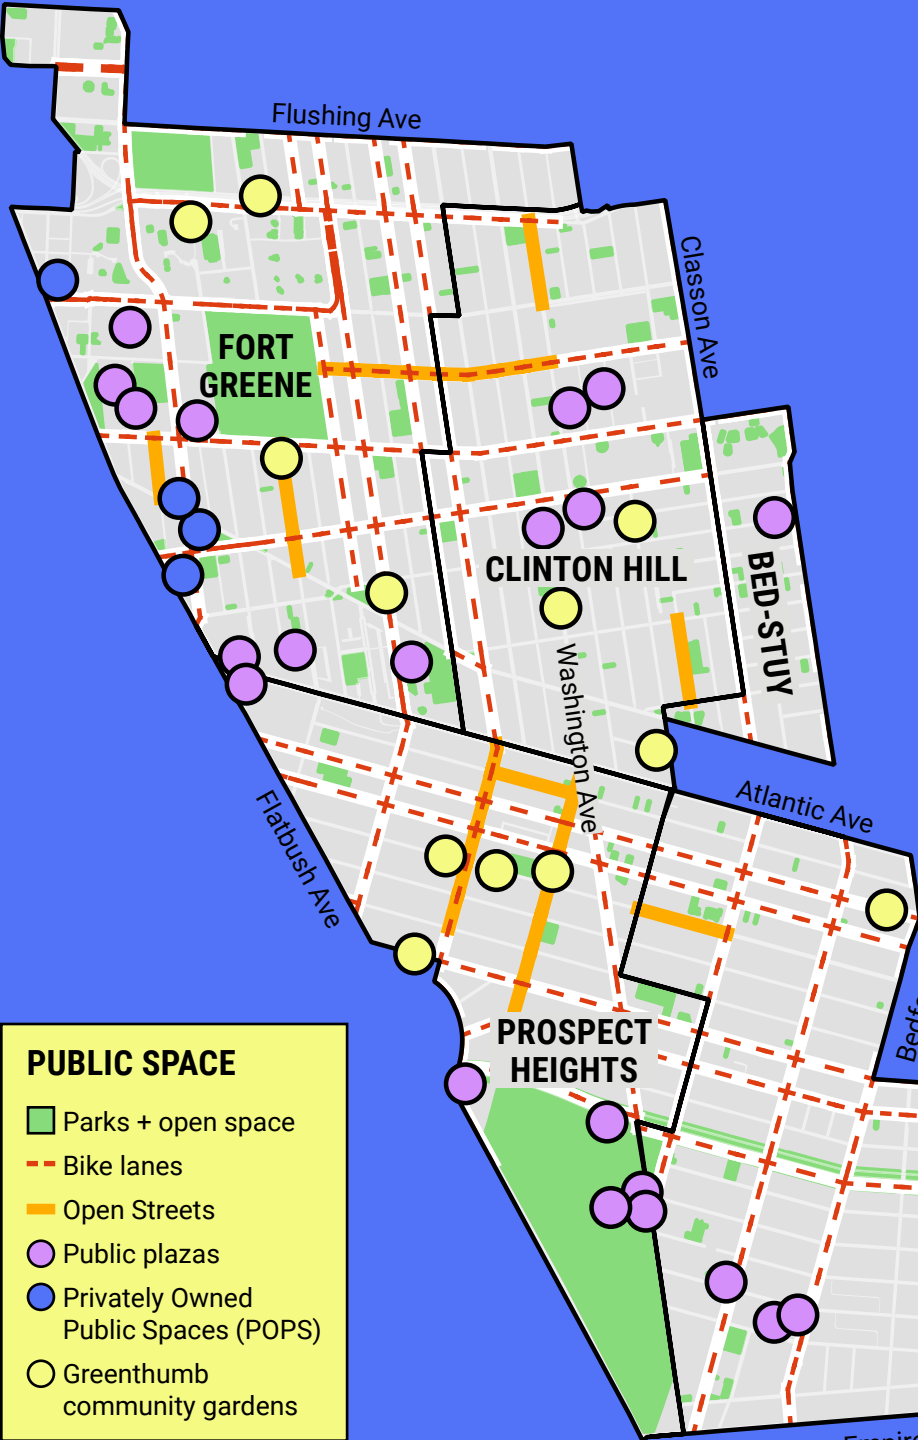 Flushing Ave
Classon Ave
FORT
GREENE
CLINTON HILL
BED-STUY
Washington Ave
Atlantic Ave
Flatbush Ave
PROSPECT
HEIGHTS
PUBLIC SPACE
Parks + open space
Bike lanes
Open Streets
Public plazas
Privately Owned
Public Spaces (POPS)
Greenthumb
community gardens